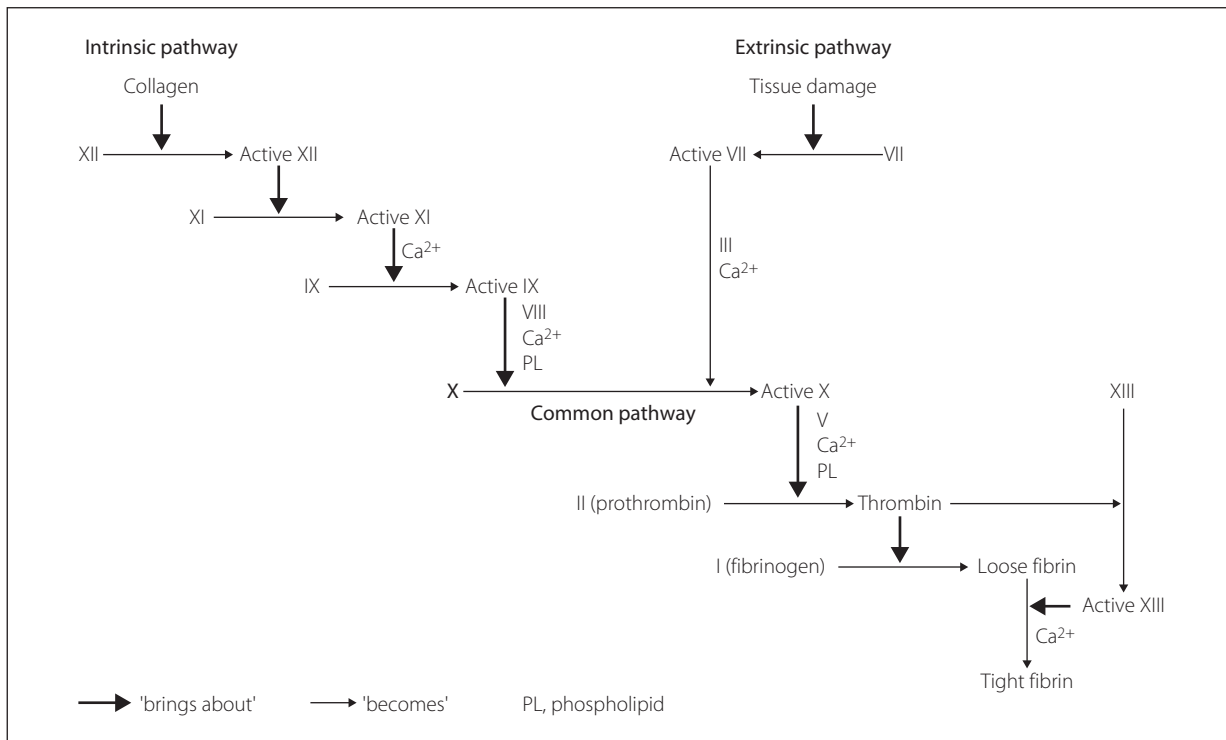 Intrinsic pathway
Extrinsic pathway
Collagen
Tissue damage
XII
Active XII
Active VII
VII
XI
Active XI
Ca²⁺
III
Ca²⁺
IX
Active IX
VIII
Ca²⁺
PL
X
Active X
XIII
Common pathway
V
Ca²⁺
PL
II (prothrombin)
Thrombin
I (fibrinogen)
Loose fibrin
Active XIII
Ca²⁺
Tight fibrin
'brings about'
'becomes'
PL, phospholipid